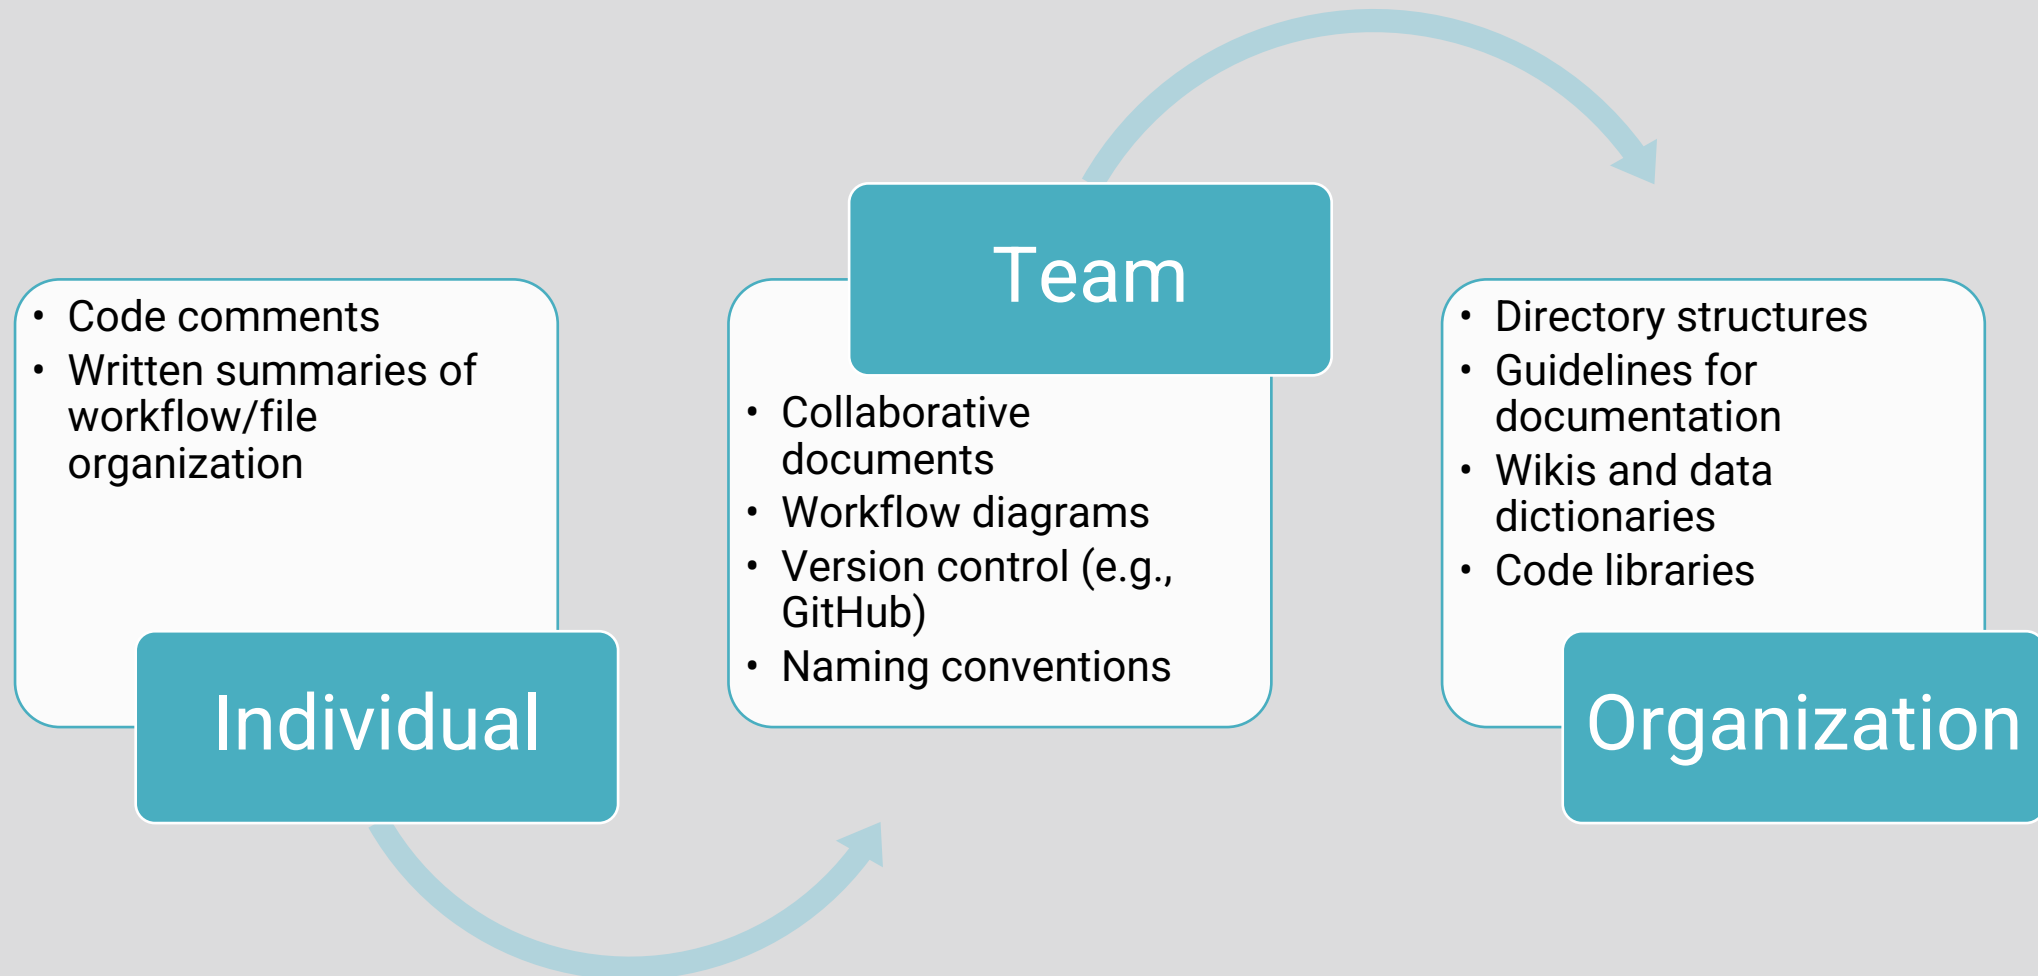 • Code comments
• Written summaries of
workflow/file
organization
Individual
Team
• Collaborative
documents
• Workflow diagrams
• Version control (e.g.,
GitHub)
• Naming conventions
• Directory structures
• Guidelines for
documentation
• Wikis and data
dictionaries
• Code libraries
Organization